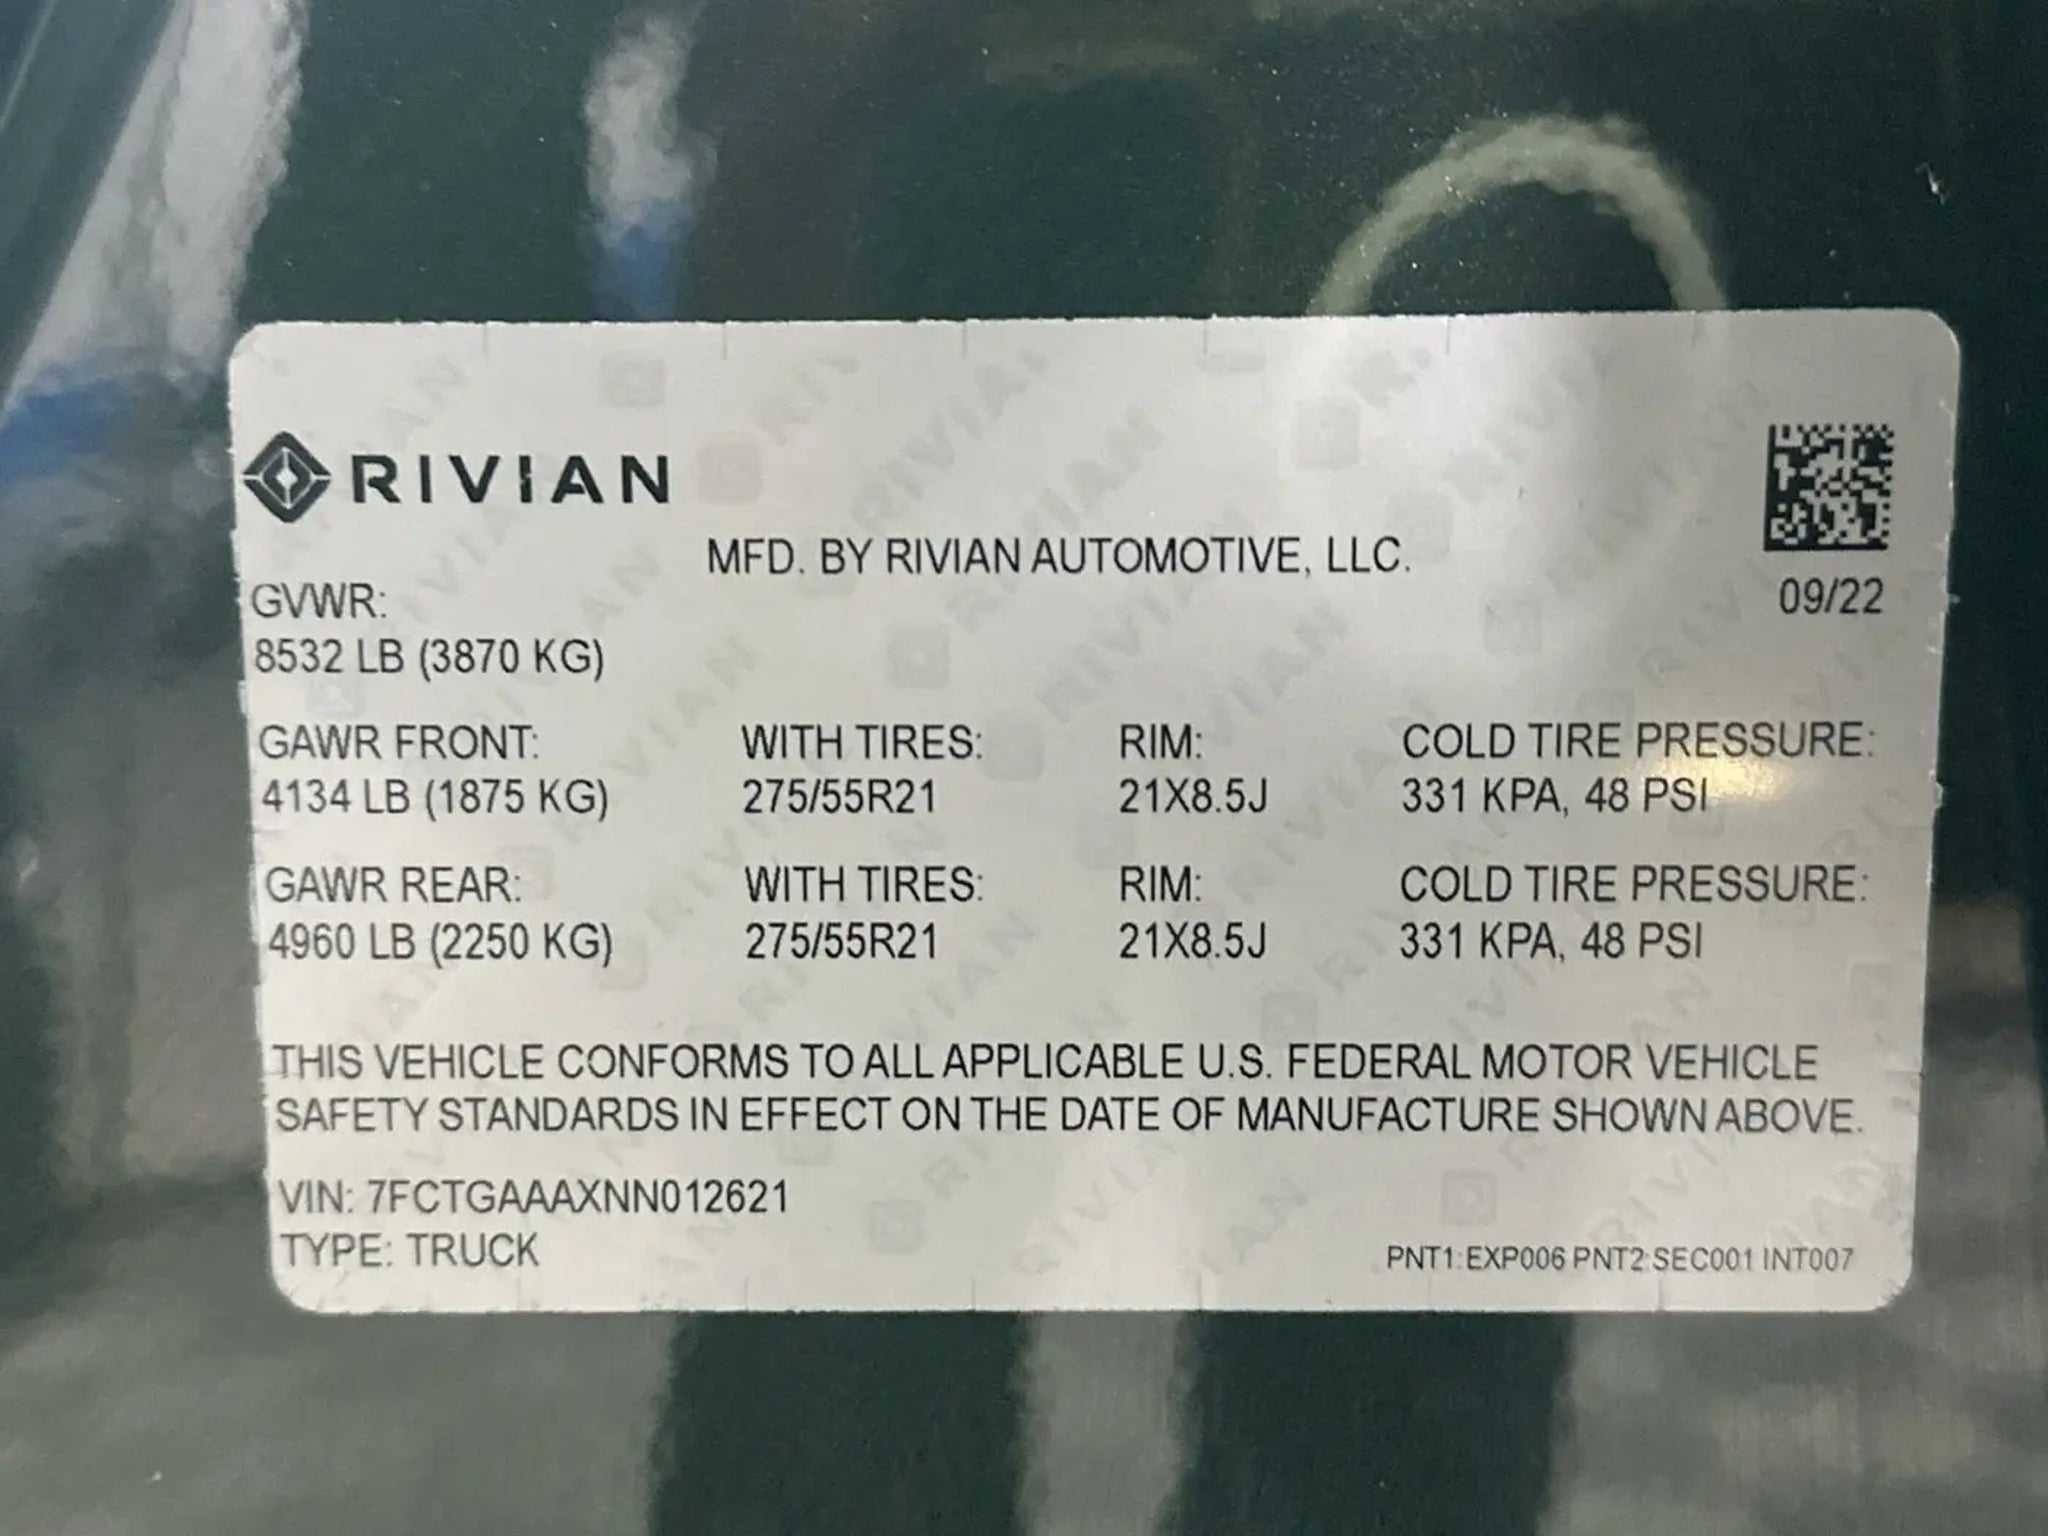 RIVIAN
MFD. BY RIVIAN AUTOMOTIVE, LLC.
09/22
GVWR:
8532 LB (3870 KG)
GAWR FRONT: WITH TIRES: RIM: COLD TIRE PRESSURE:
4134 LB (1875 KG) 275/55R21 21X8.5J 331 KPA, 48 PSI
GAWR REAR: WITH TIRES: RIM: COLD TIRE PRESSURE:
4960 LB (2250 KG) 275/55R21 21X8.5J 331 KPA, 48 PSI
THIS VEHICLE CONFORMS TO ALL APPLICABLE U.S. FEDERAL MOTOR VEHICLE
SAFETY STANDARDS IN EFFECT ON THE DATE OF MANUFACTURE SHOWN ABOVE.
VIN: 7FCTGAAAXNN012621
TYPE: TRUCK
PNT1:EXP006 PNT2:SEC001 INT007